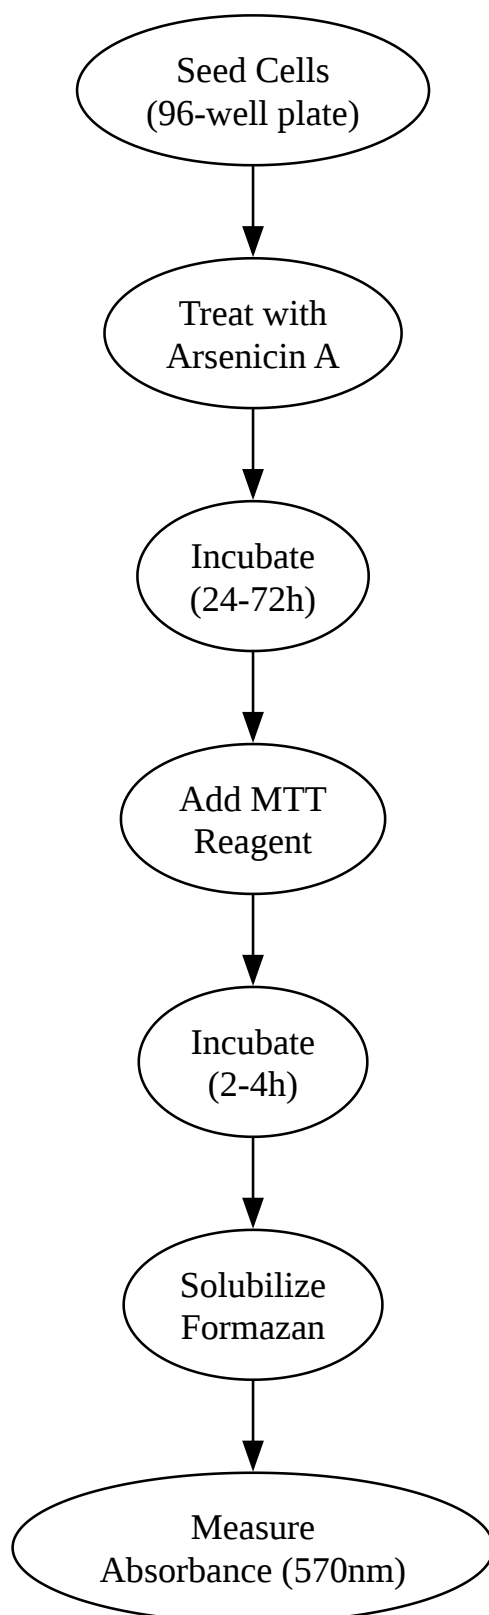 Seed Cells
(96-well plate)
Treat with
Arsenicin A
Incubate
(24-72h)
Add MTT
Reagent
Incubate
(2-4h)
Solubilize
Formazan
Measure
Absorbance (570nm)